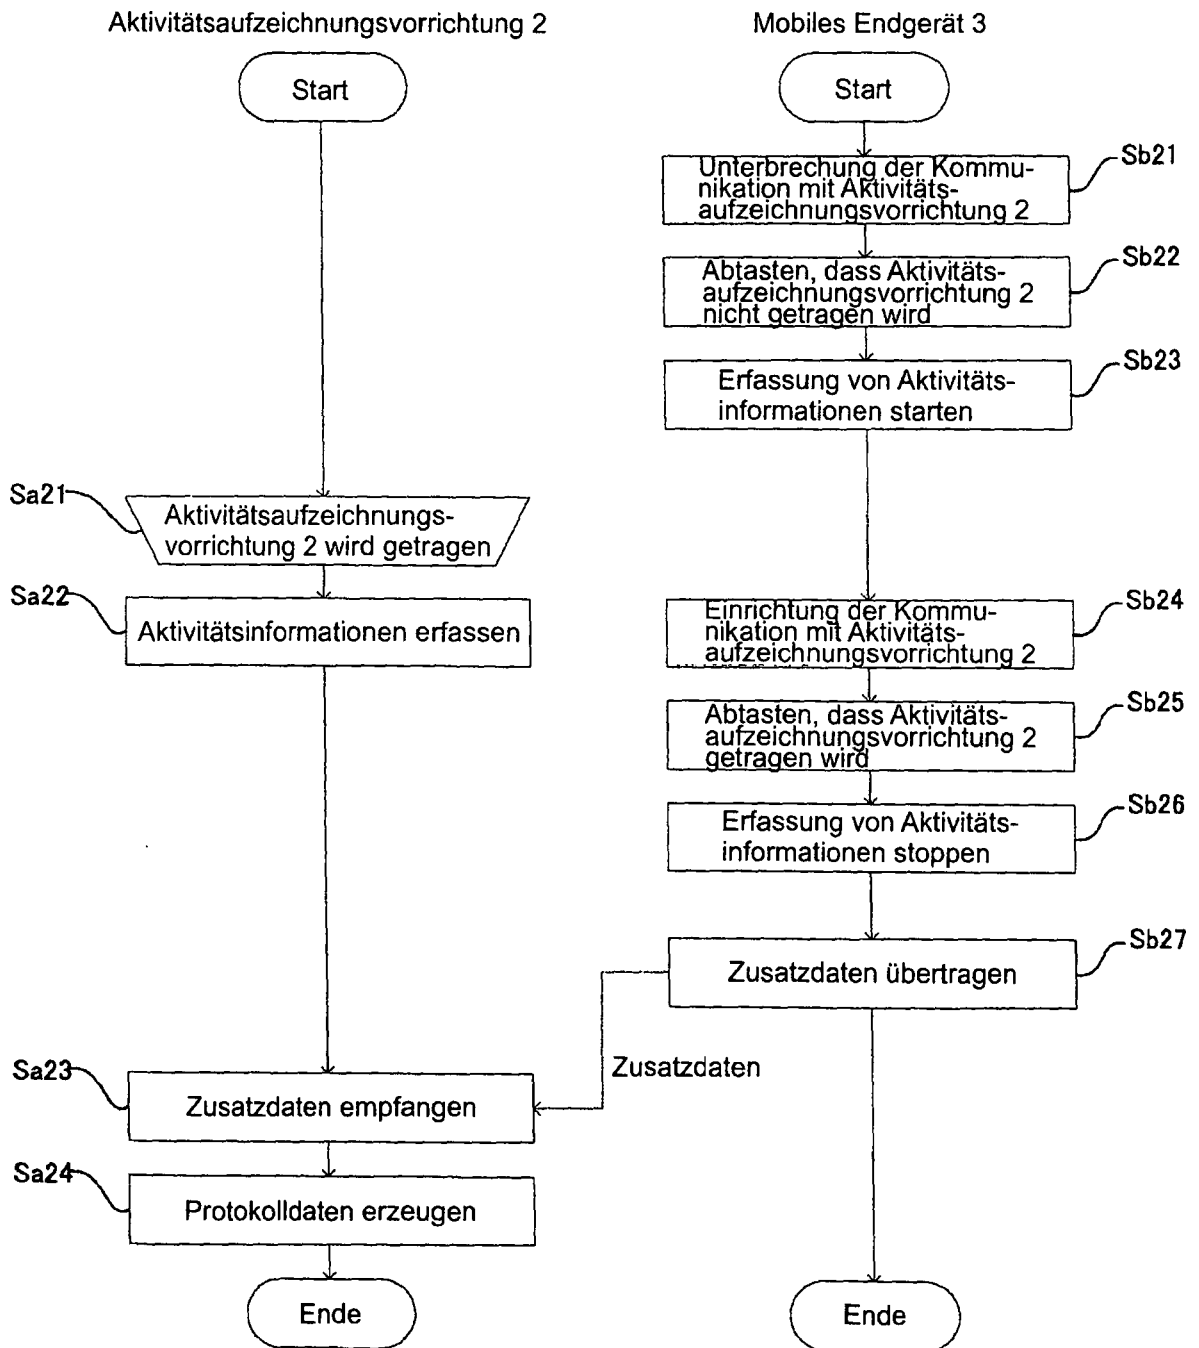 Aktivitätsaufzeichnungsvorrichtung 2
Mobiles Endgerät 3
Start
Start
Unterbrechung der Kommu-
nikation mit Aktivitäts-
aufzeichnungsvorrichtung 2
Sb21
Abtasten, dass Aktivitäts-
aufzeichnungsvorrichtung 2
nicht getragen wird
Sb22
Erfassung von Aktivitäts-
informationen starten
Sb23
Sa21
Aktivitätsaufzeichnungs-
vorrichtung 2 wird getragen
Sa22
Aktivitätsinformationen erfassen
Einrichtung der Kommu-
nikation mit Aktivitäts-
aufzeichnungsvorrichtung 2
Sb24
Abtasten, dass Aktivitäts-
aufzeichnungsvorrichtung 2
getragen wird
Sb25
Erfassung von Aktivitäts-
informationen stoppen
Sb26
Zusatzdaten übertragen
Sb27
Zusatzdaten
Sa23
Zusatzdaten empfangen
Sa24
Protokolldaten erzeugen
Ende
Ende